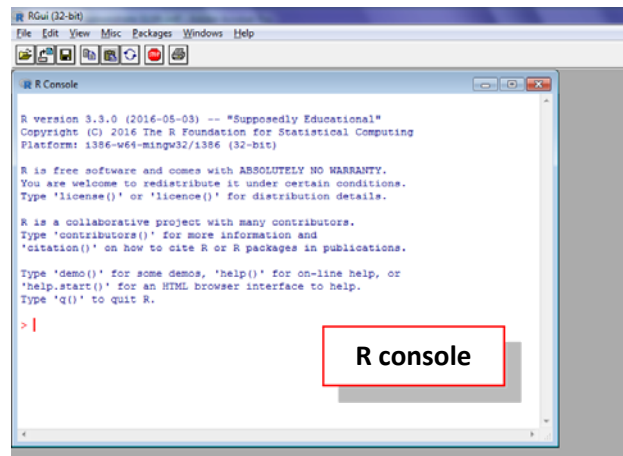 RGui (32-bit)
File Edit View Misc Packages Windows Help
R Console
R version 3.3.0 (2016-05-03) -- "Supposedly Educational"
Copyright (C) 2016 The R Foundation for Statistical Computing
Platform: i386-w64-mingw32/i386 (32-bit)
R is free software and comes with ABSOLUTELY NO WARRANTY.
You are welcome to redistribute it under certain conditions.
Type 'license()' or 'licence()' for distribution details.
R is a collaborative project with many contributors.
Type 'contributors()' for more information and
'citation()' on how to cite R or R packages in publications.
Type 'demo()' for some demos, 'help()' for on-line help, or
'help.start()' for an HTML browser interface to help.
Type 'q()' to quit R.
>
R console